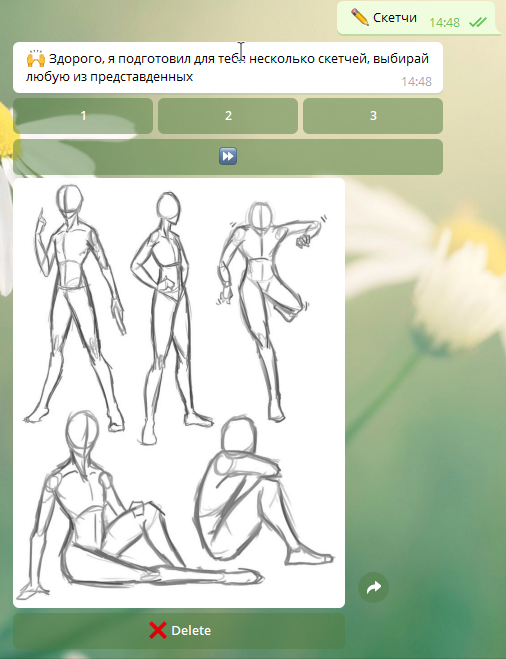 ✏️ Скетчи
14:48
🙌 Здорого, я подготовил для тебя несколько скетчей, выбирай
любую из представденных
14:48
1 2 3
⏩
❌ Delete